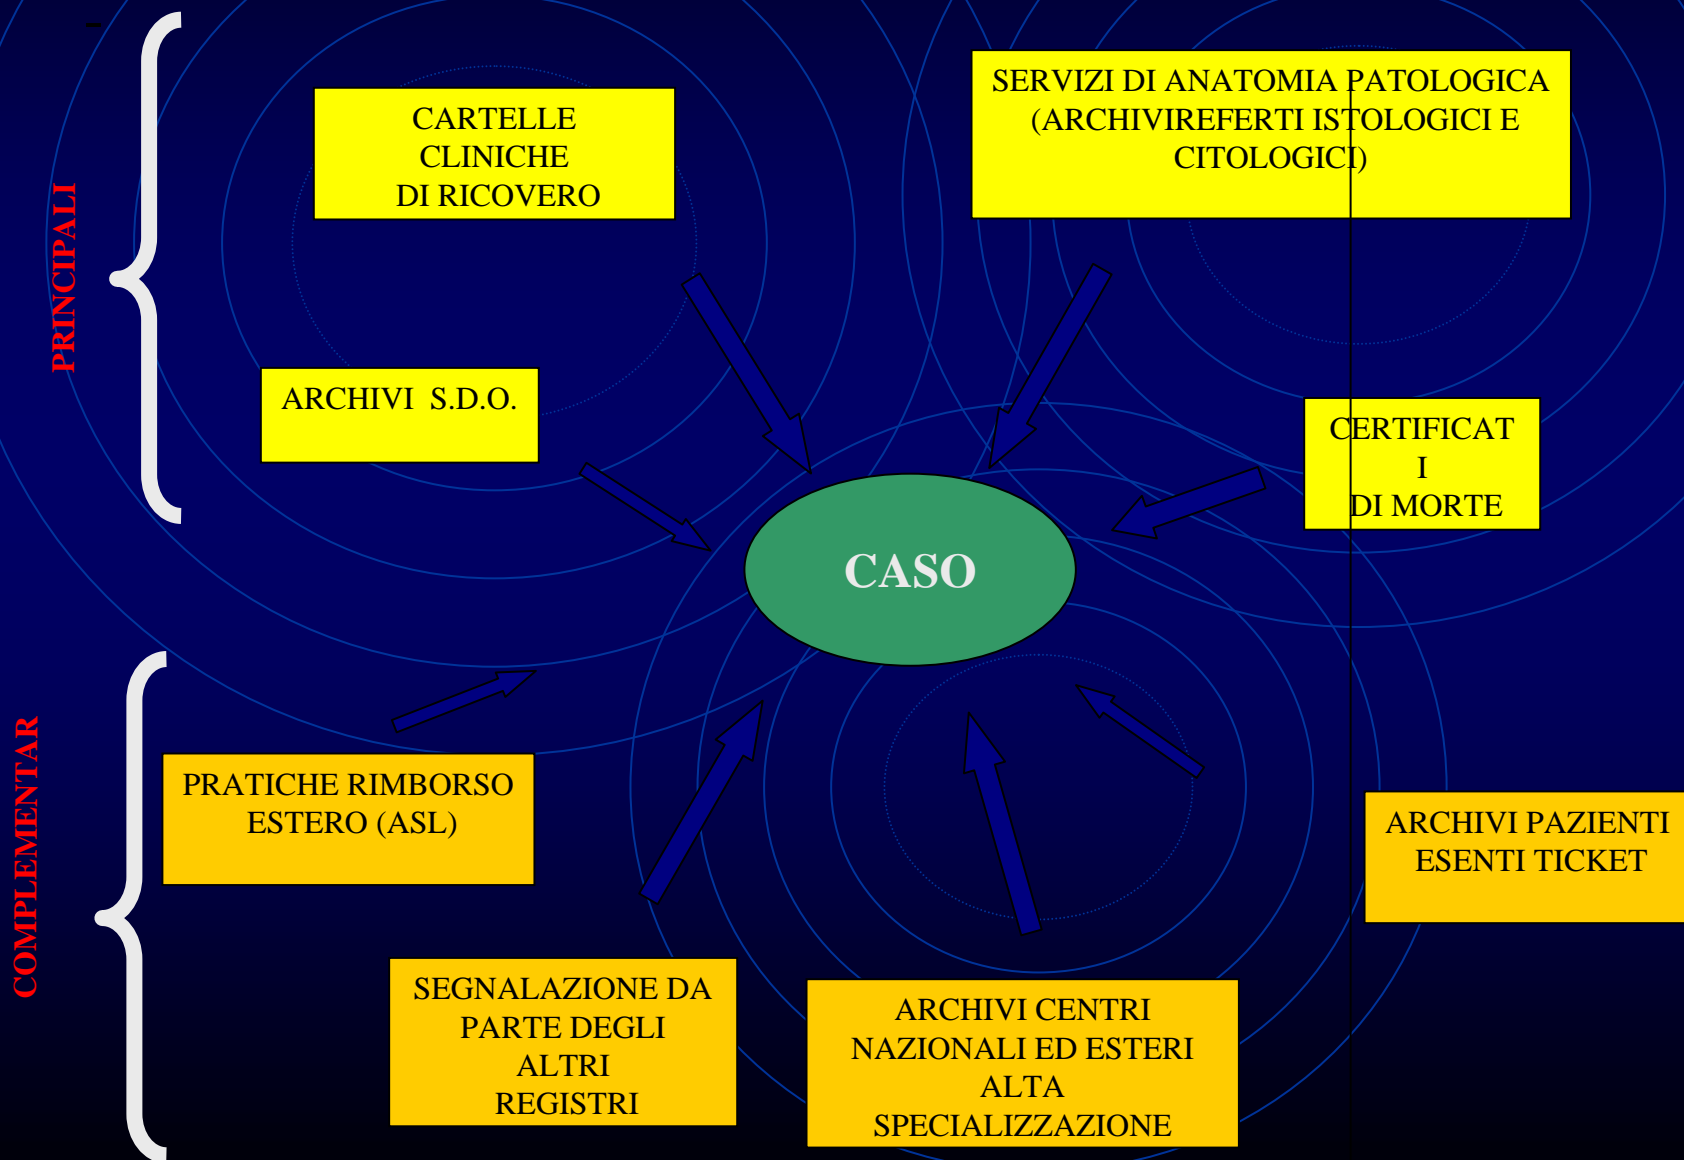 -
PRINCIPALI
CARTELLE
CLINICHE
DI RICOVERO
SERVIZI DI ANATOMIA PATOLOGICA
(ARCHIVIREFERTI ISTOLOGICI E
CITOLOGICI)
ARCHIVI S.D.O.
CERTIFICAT
I
DI MORTE
CASO
COMPLEMENTAR
PRATICHE RIMBORSO
ESTERO (ASL)
ARCHIVI PAZIENTI
ESENTI TICKET
SEGNALAZIONE DA
PARTE DEGLI
ALTRI
REGISTRI
ARCHIVI CENTRI
NAZIONALI ED ESTERI
ALTA
SPECIALIZZAZIONE